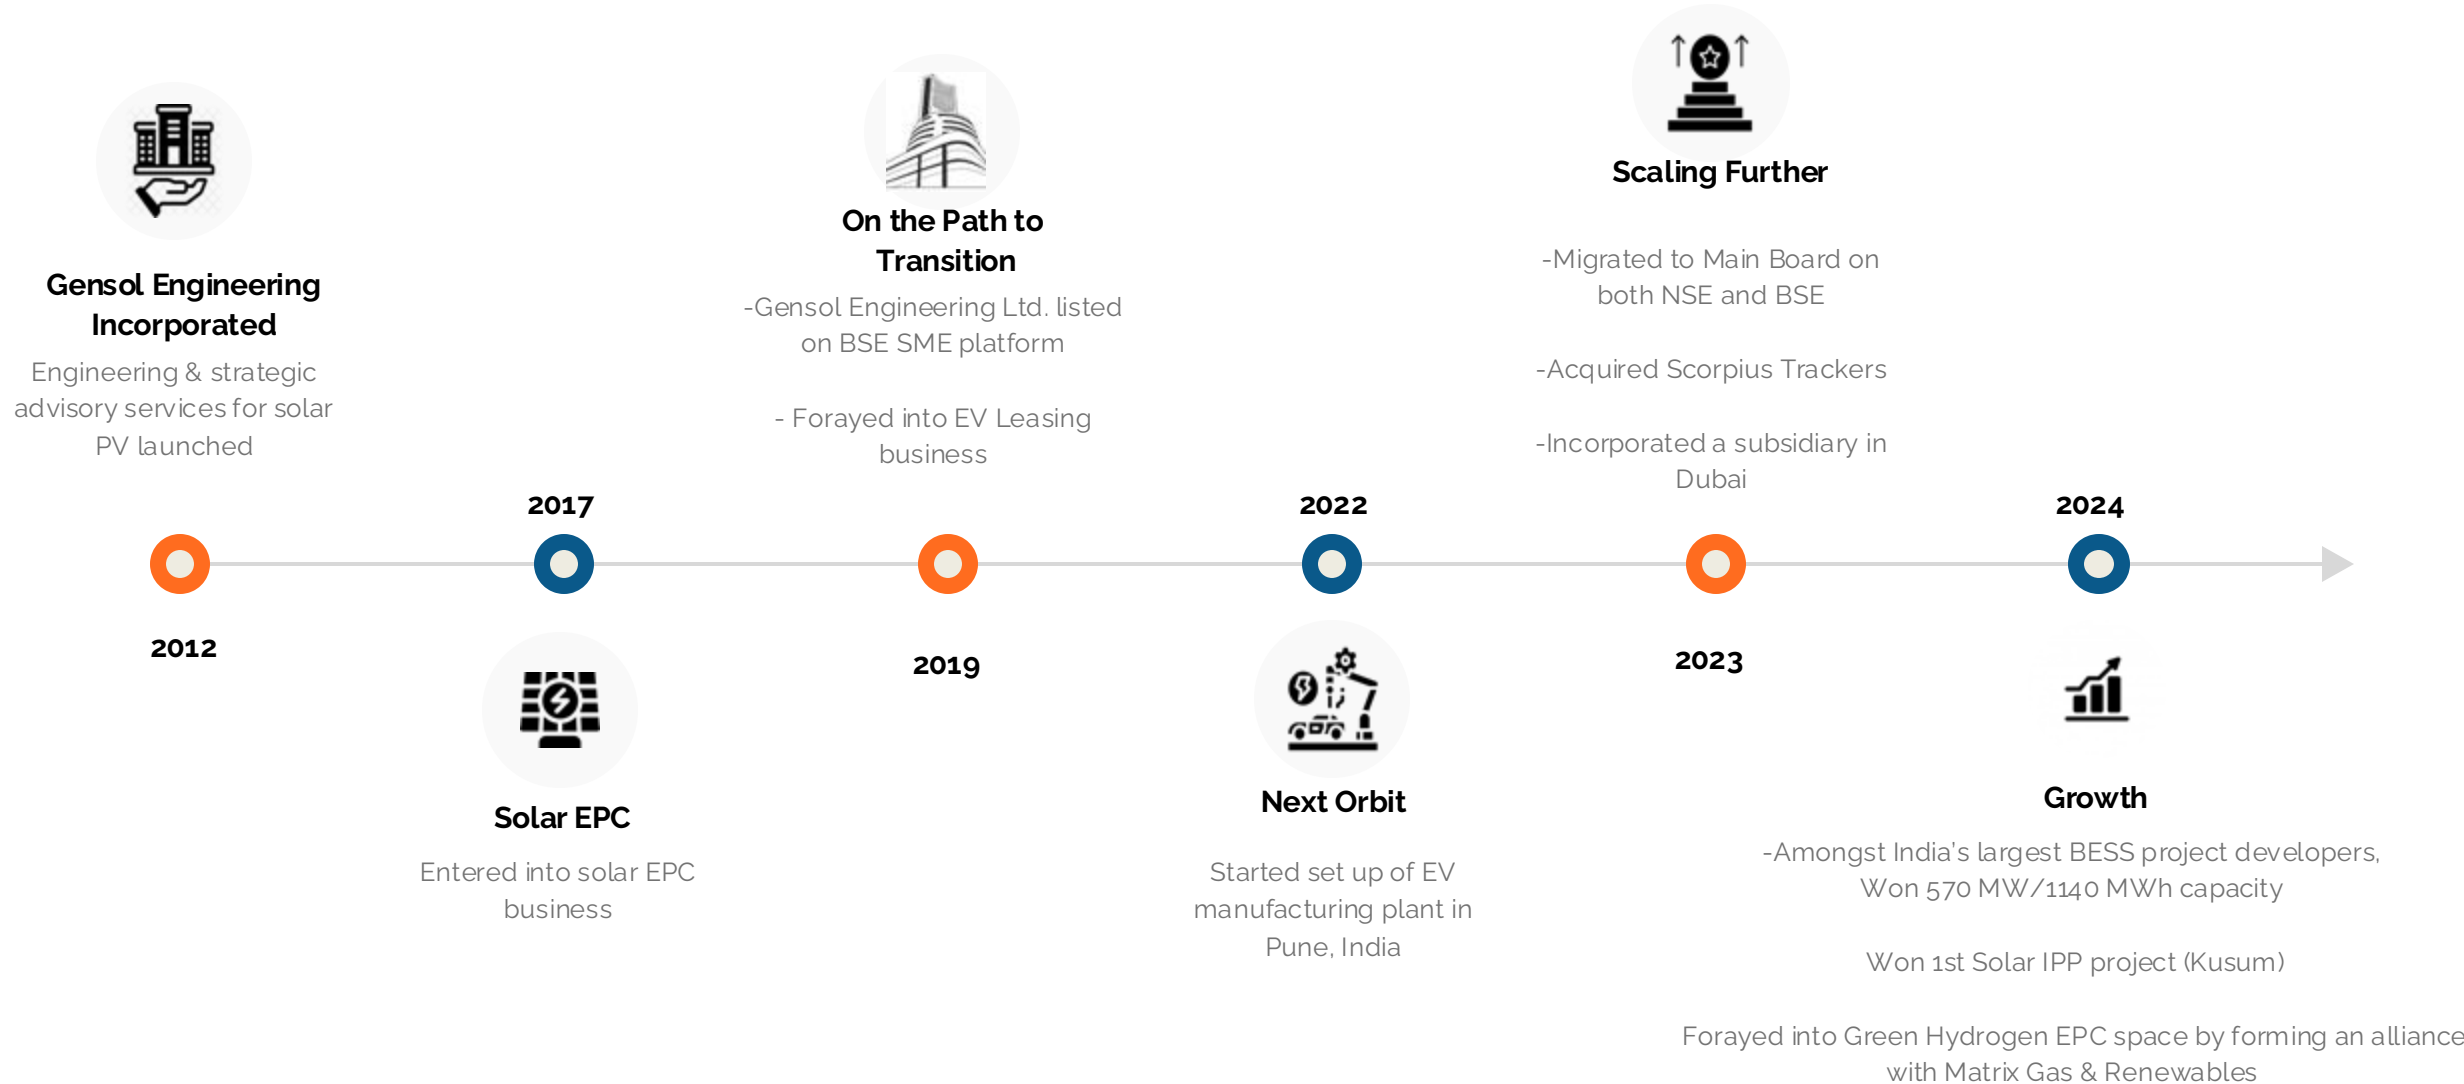 Gensol Engineering
Incorporated
Engineering & strategic
advisory services for solar
PV launched
2012
2017
Solar EPC
Entered into solar EPC
business
On the Path to
Transition
-Gensol Engineering Ltd. listed
on BSE SME platform
- Forayed into EV Leasing
business
2019
2022
Next Orbit
Started set up of EV
manufacturing plant in
Pune, India
Scaling Further
-Migrated to Main Board on
both NSE and BSE
-Acquired Scorpius Trackers
-Incorporated a subsidiary in
Dubai
2023
2024
Growth
-Amongst India’s largest BESS project developers,
Won 570 MW/1140 MWh capacity
Won 1st Solar IPP project (Kusum)
Forayed into Green Hydrogen EPC space by forming an alliance
with Matrix Gas & Renewables